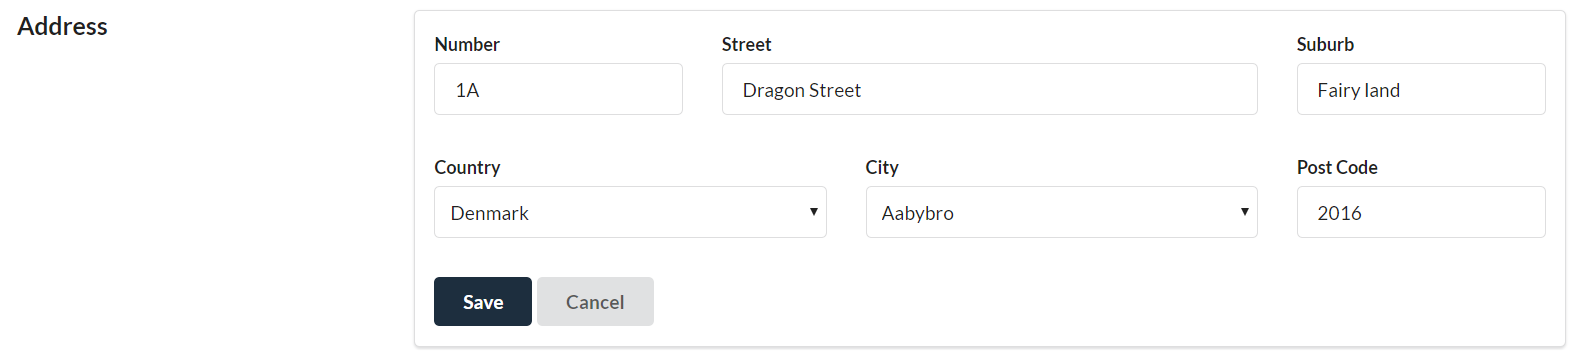 Address
Number Street Suburb
1A Dragon Street Fairy land
Country City Post Code
Denmark Aabybro 2016
Save Cancel